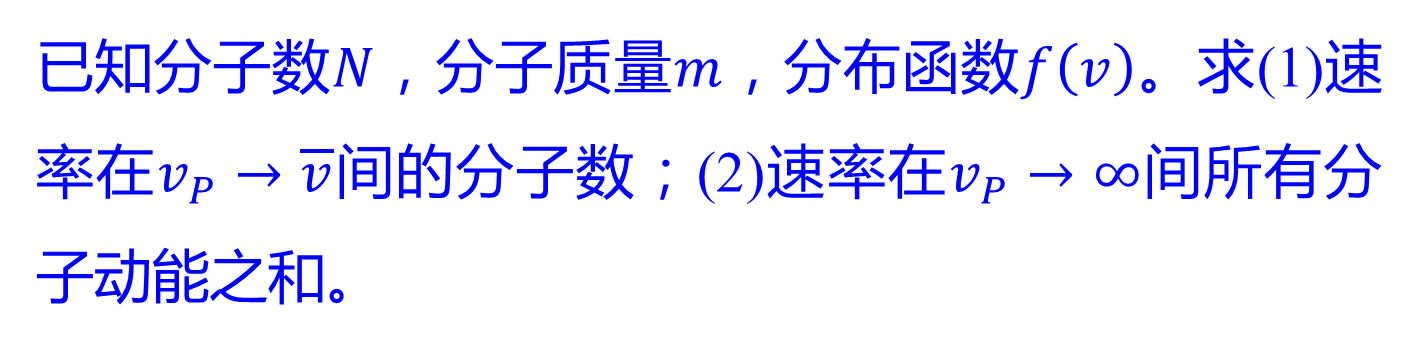 已知分子数N，分子质量m，分布函数f(v)。求(1)速
率在v_P → v̅间的分子数；(2)速率在v_P → ∞间所有分
子动能之和。